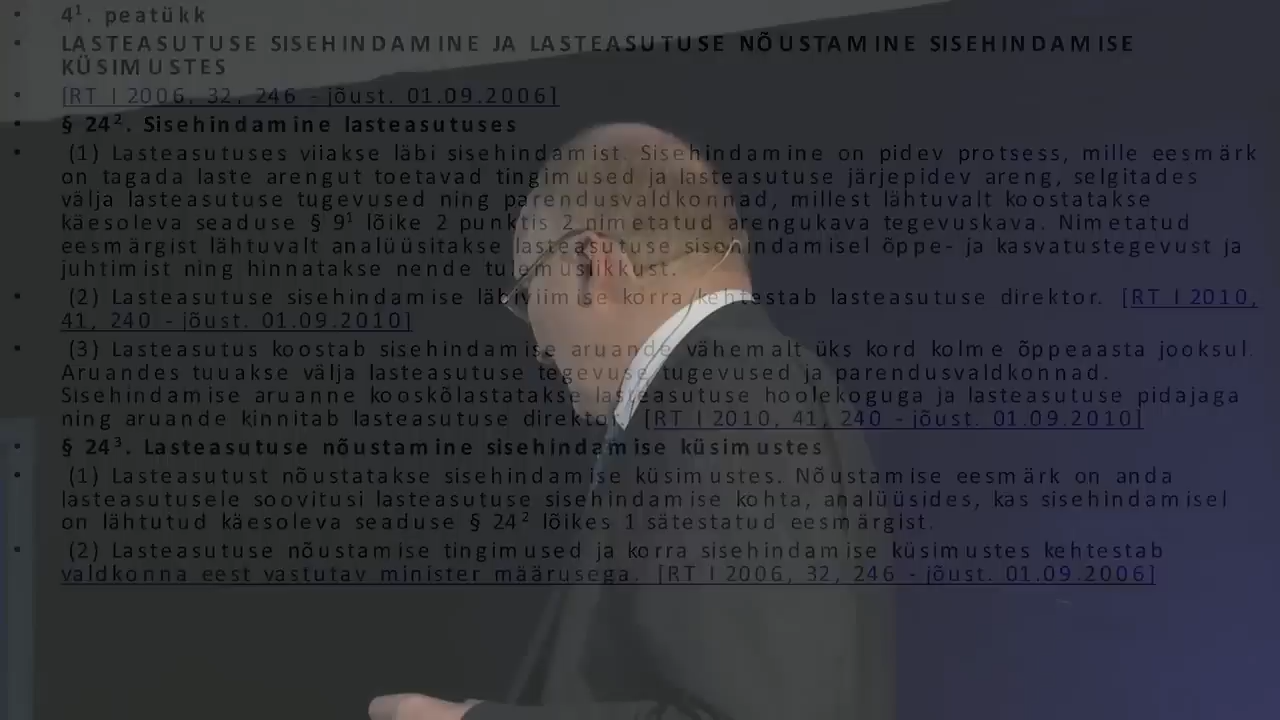 4¹. peatükk
LASTEASUTUSE SISEHINDAMINE JA LASTEASUTUSE NÕUSTAMINE SISEHINDAMISE
KÜSIMUSTES
[RT I 2006, 32, 246 - jõust. 01.09.2006]
§ 24². Sisehindamine lasteasutuses
(1) Lasteasutuses viiakse läbi sisehindamist. Sisehindamine on pidev protsess, mille eesmärk
on tagada laste arengut toetavad tingimused ja lasteasutuse järjepidev areng, selgitades
välja lasteasutuse tugevused ning parendusvaldkonnad, millest lähtuvalt koostatakse
käesoleva seaduse § 9¹ lõike 2 punktis 2 nimetatud arengukava tegevuskava. Nimetatud
eesmärgist lähtuvalt analüüsitakse lasteasutuse sisehindamisel õppe- ja kasvatustegevust ja
juhtimist ning hinnatakse nende tulemuslikkust.
(2) Lasteasutuse sisehindamise läbiviimise korra kehtestab lasteasutuse direktor. [RT I 2010,
41, 240 - jõust. 01.09.2010]
(3) Lasteasutus koostab sisehindamise aruande vähemalt üks kord kolme õppeaasta jooksul.
Aruandes tuuakse välja lasteasutuse tegevuse tugevused ja parendusvaldkonnad.
Sisehindamise aruanne kooskõlastatakse lasteasutuse hoolekoguga ja lasteasutuse pidajaga
ning aruande kinnitab lasteasutuse direktor. [RT I 2010, 41, 240 - jõust. 01.09.2010]
§ 24³. Lasteasutuse nõustamine sisehindamise küsimustes
(1) Lasteasutust nõustatakse sisehindamise küsimustes. Nõustamise eesmärk on anda
lasteasutusele soovitusi lasteasutuse sisehindamise kohta, analüüsides, kas sisehindamisel
on lähtutud käesoleva seaduse § 24² lõikes 1 sätestatud eesmärgist.
(2) Lasteasutuse nõustamise tingimused ja korra sisehindamise küsimustes kehtestab
valdkonna eest vastutav minister määrusega. [RT I 2006, 32, 246 - jõust. 01.09.2006]